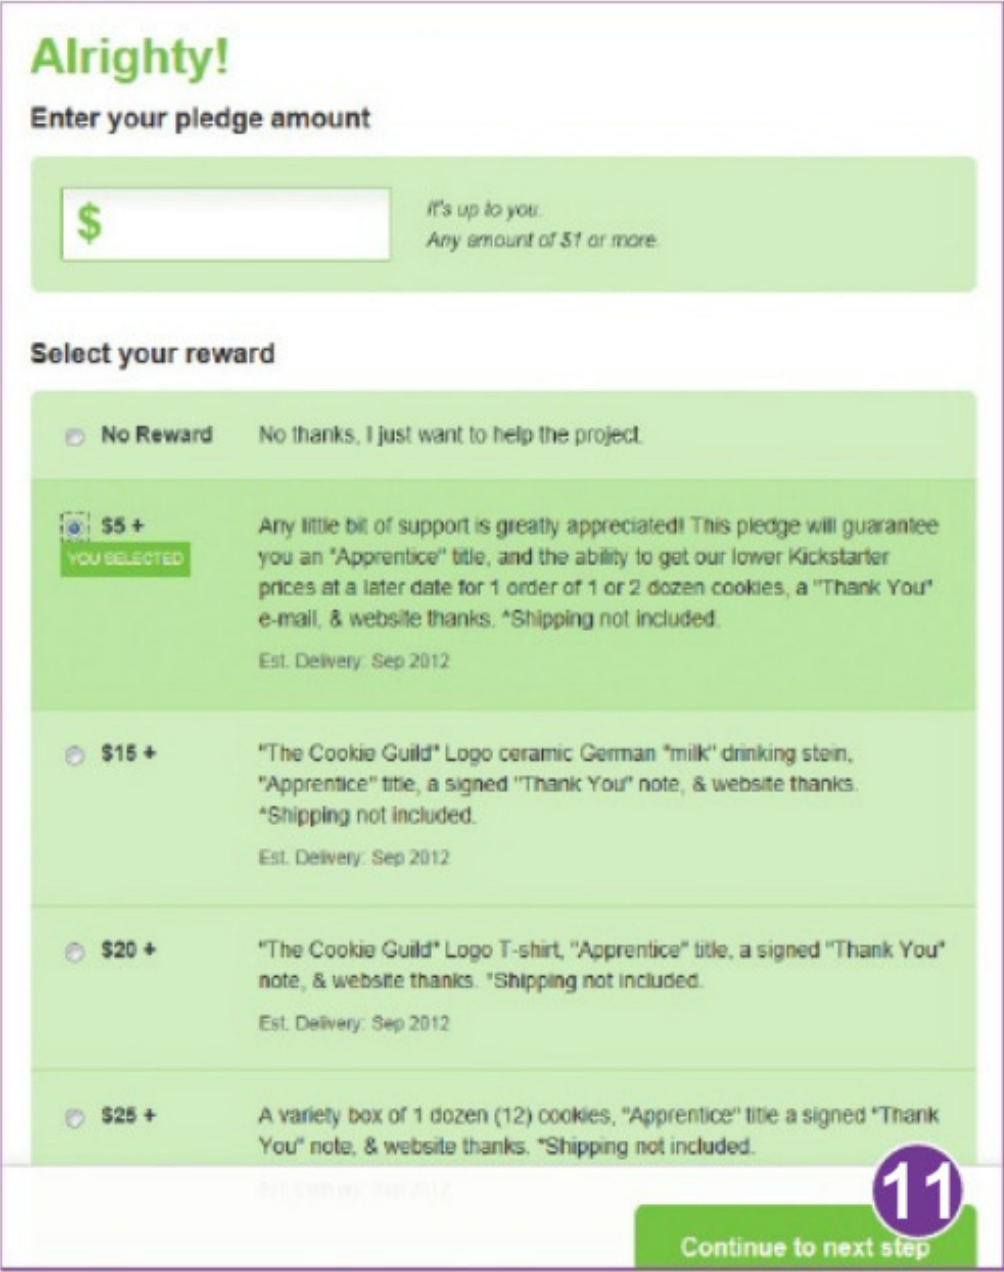 Alrighty!
Enter your pledge amount
$
It's up to you.
Any amount of $1 or more.
Select your reward
No Reward
No thanks, I just want to help the project.
$5 +
YOU SELECTED
Any little bit of support is greatly appreciated! This pledge will guarantee
you an "Apprentice" title, and the ability to get our lower Kickstarter
prices at a later date for 1 order of 1 or 2 dozen cookies, a "Thank You"
e-mail, & website thanks. *Shipping not included.
Est. Delivery: Sep 2012
$15 +
"The Cookie Guild" Logo ceramic German "milk" drinking stein,
"Apprentice" title, a signed "Thank You" note, & website thanks.
*Shipping not included.
Est. Delivery: Sep 2012
$20 +
"The Cookie Guild" Logo T-shirt, "Apprentice" title, a signed "Thank You"
note, & website thanks. *Shipping not included.
Est. Delivery: Sep 2012
$25 +
A variety box of 1 dozen (12) cookies, "Apprentice" title a signed "Thank
You" note, & website thanks. *Shipping not included.
11
Continue to next step